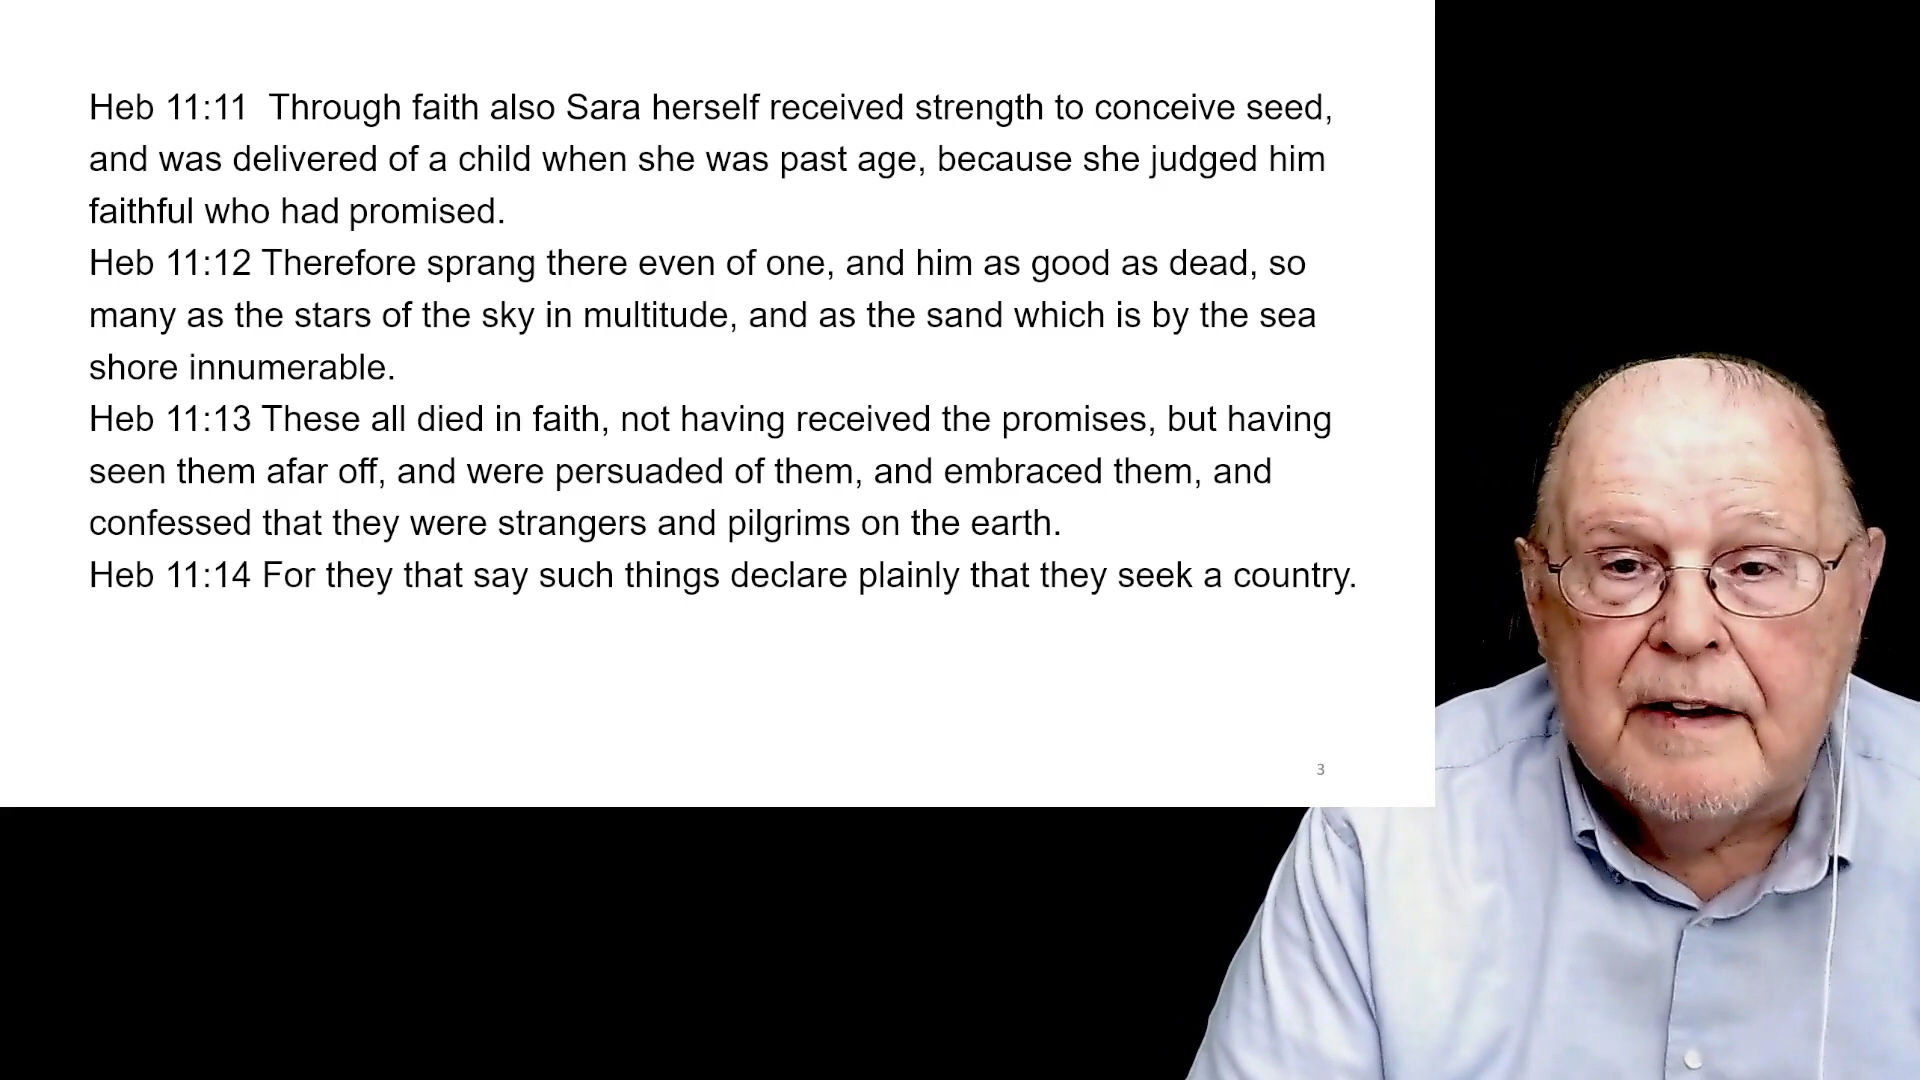 Heb 11:11  Through faith also Sara herself received strength to conceive seed,
and was delivered of a child when she was past age, because she judged him
faithful who had promised.
Heb 11:12 Therefore sprang there even of one, and him as good as dead, so
many as the stars of the sky in multitude, and as the sand which is by the sea
shore innumerable.
Heb 11:13 These all died in faith, not having received the promises, but having
seen them afar off, and were persuaded of them, and embraced them, and
confessed that they were strangers and pilgrims on the earth.
Heb 11:14 For they that say such things declare plainly that they seek a country.
3